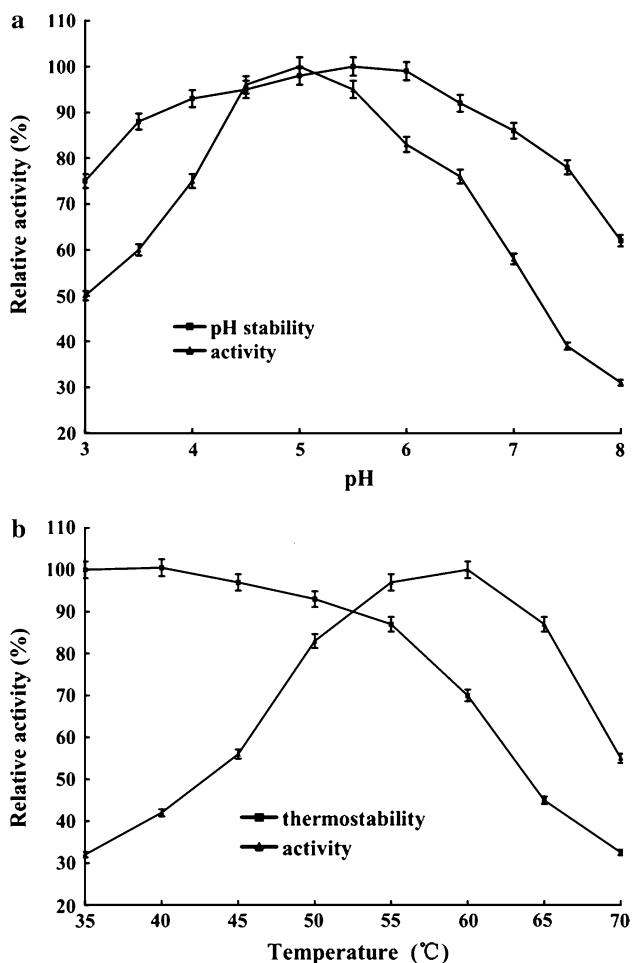 a
110
100
90
80
70
60
50
40
30
20
Relative activity (%)
pH stability
activity
3 4 5 6 7 8
pH
b
110
100
90
80
70
60
50
40
30
20
Relative activity (%)
thermostability
activity
35 40 45 50 55 60 65 70
Temperature (℃)